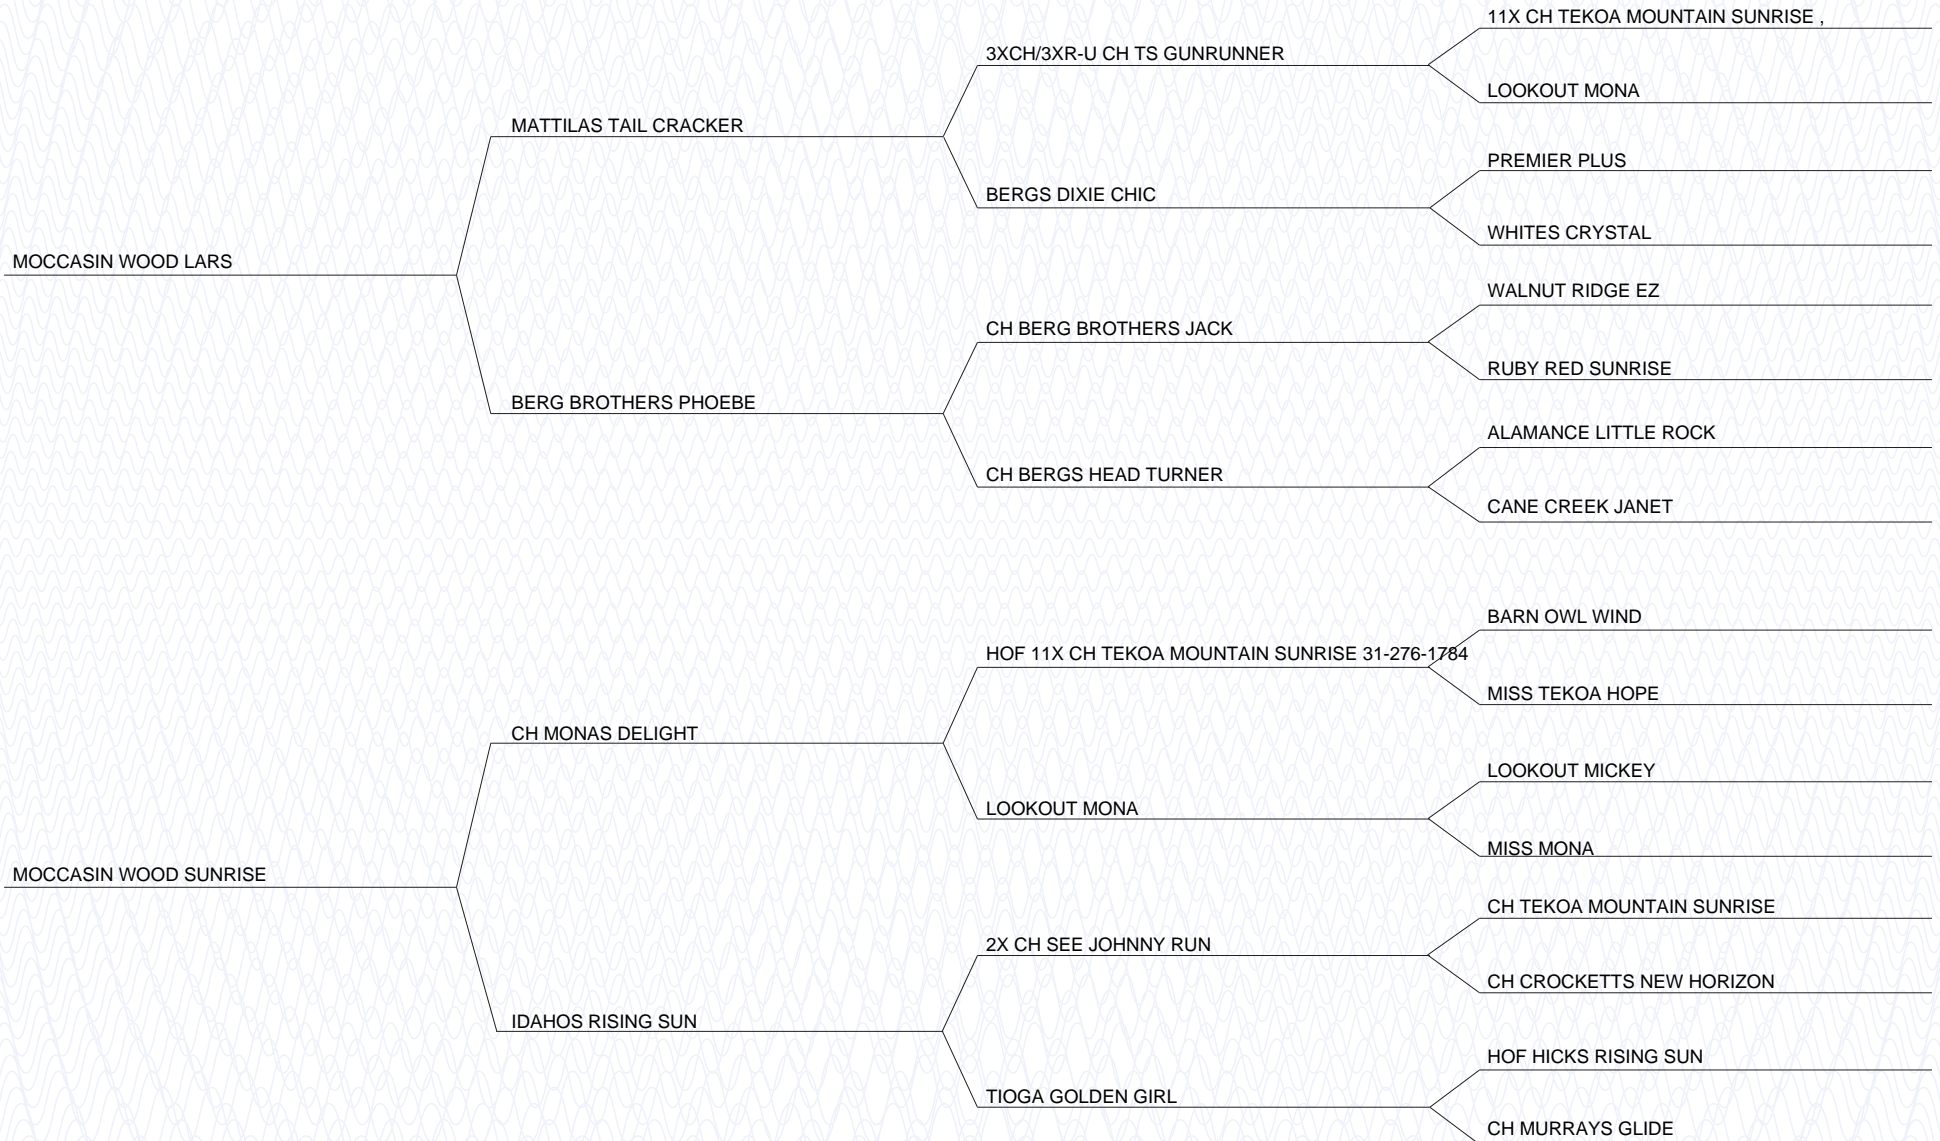 11X CH TEKOA MOUNTAIN SUNRISE ,
3XCH/3XR-U CH TS GUNRUNNER
LOOKOUT MONA
MATTILAS TAIL CRACKER
PREMIER PLUS
BERGS DIXIE CHIC
WHITES CRYSTAL
MOCCASIN WOOD LARS
WALNUT RIDGE EZ
CH BERG BROTHERS JACK
RUBY RED SUNRISE
BERG BROTHERS PHOEBE
ALAMANCE LITTLE ROCK
CH BERGS HEAD TURNER
CANE CREEK JANET
BARN OWL WIND
HOF 11X CH TEKOA MOUNTAIN SUNRISE 31-276-1784
MISS TEKOA HOPE
CH MONAS DELIGHT
LOOKOUT MICKEY
LOOKOUT MONA
MISS MONA
MOCCASIN WOOD SUNRISE
CH TEKOA MOUNTAIN SUNRISE
2X CH SEE JOHNNY RUN
CH CROCKETTS NEW HORIZON
IDAHOS RISING SUN
HOF HICKS RISING SUN
TIOGA GOLDEN GIRL
CH MURRAYS GLIDE